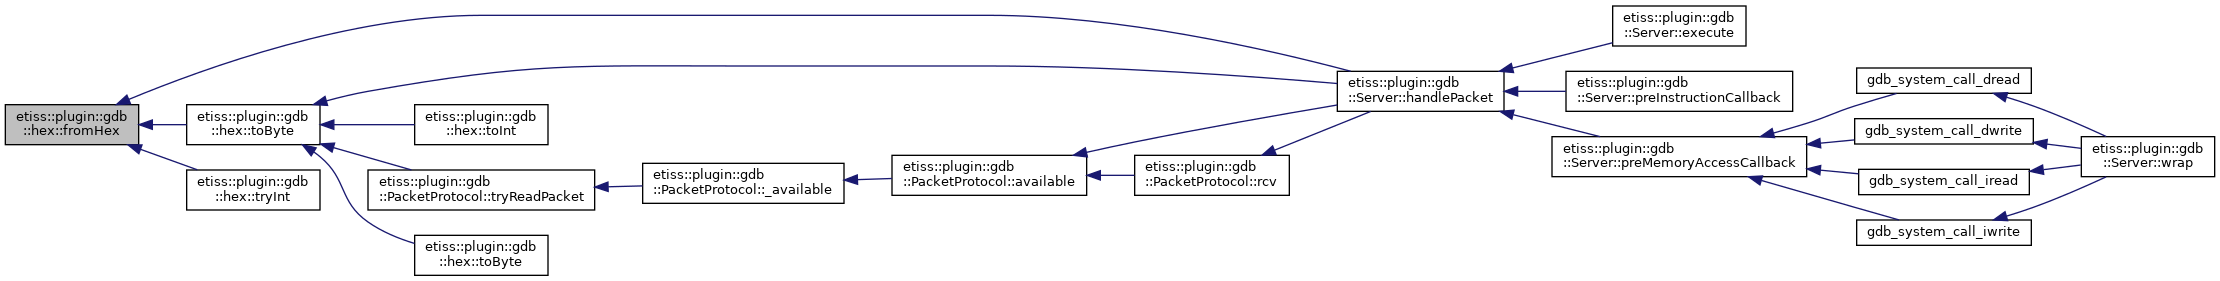 etiss::plugin::gdb
::hex::fromHex
etiss::plugin::gdb
::hex::toByte
etiss::plugin::gdb
::hex::tryInt
etiss::plugin::gdb
::hex::toInt
etiss::plugin::gdb
::PacketProtocol::tryReadPacket
etiss::plugin::gdb
::hex::toByte
etiss::plugin::gdb
::PacketProtocol::_available
etiss::plugin::gdb
::PacketProtocol::available
etiss::plugin::gdb
::PacketProtocol::rcv
etiss::plugin::gdb
::Server::handlePacket
etiss::plugin::gdb
::Server::execute
etiss::plugin::gdb
::Server::preInstructionCallback
etiss::plugin::gdb
::Server::preMemoryAccessCallback
gdb_system_call_dread
gdb_system_call_dwrite
gdb_system_call_iread
gdb_system_call_iwrite
etiss::plugin::gdb
::Server::wrap